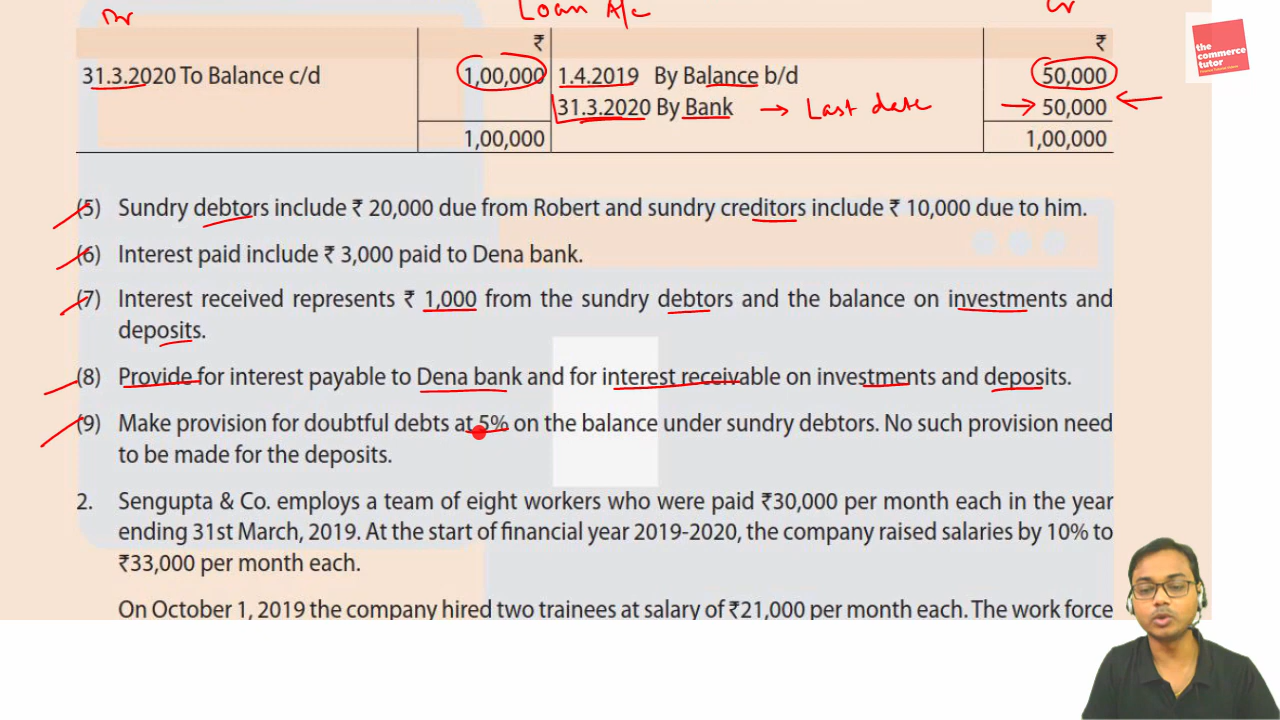 Dr Loan A/c Cr
₹ ₹
31.3.2020 To Balance c/d 1,00,000 1.4.2019 By Balance b/d 50,000
31.3.2020 By Bank → Last date → 50,000 ←
1,00,000 1,00,000
the commerce tutor
(5) Sundry debtors include ₹ 20,000 due from Robert and sundry creditors include ₹ 10,000 due to him.
(6) Interest paid include ₹ 3,000 paid to Dena bank.
(7) Interest received represents ₹ 1,000 from the sundry debtors and the balance on investments and
deposits.
(8) Provide for interest payable to Dena bank and for interest receivable on investments and deposits.
(9) Make provision for doubtful debts at 5% on the balance under sundry debtors. No such provision need
to be made for the deposits.
2. Sengupta & Co. employs a team of eight workers who were paid ₹30,000 per month each in the year
ending 31st March, 2019. At the start of financial year 2019-2020, the company raised salaries by 10% to
₹33,000 per month each.
On October 1, 2019 the company hired two trainees at salary of ₹21,000 per month each. The work force